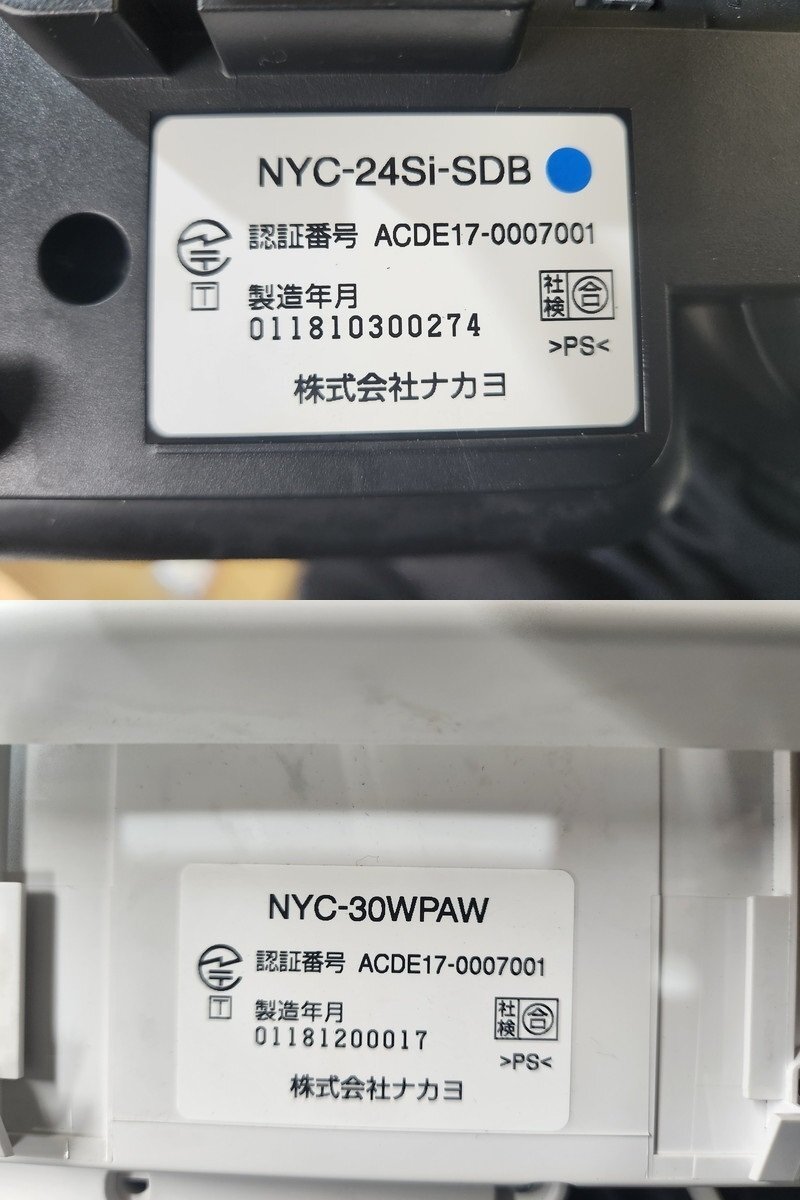 NYC-24Si-SDB
認証番号 ACDE17-0007001
T
製造年月
011810300274
社検 合
>PS<
株式会社ナカヨ
NYC-30WPAW
認証番号 ACDE17-0007001
T
製造年月
01181200017
社検 合
>PS<
株式会社ナカヨ